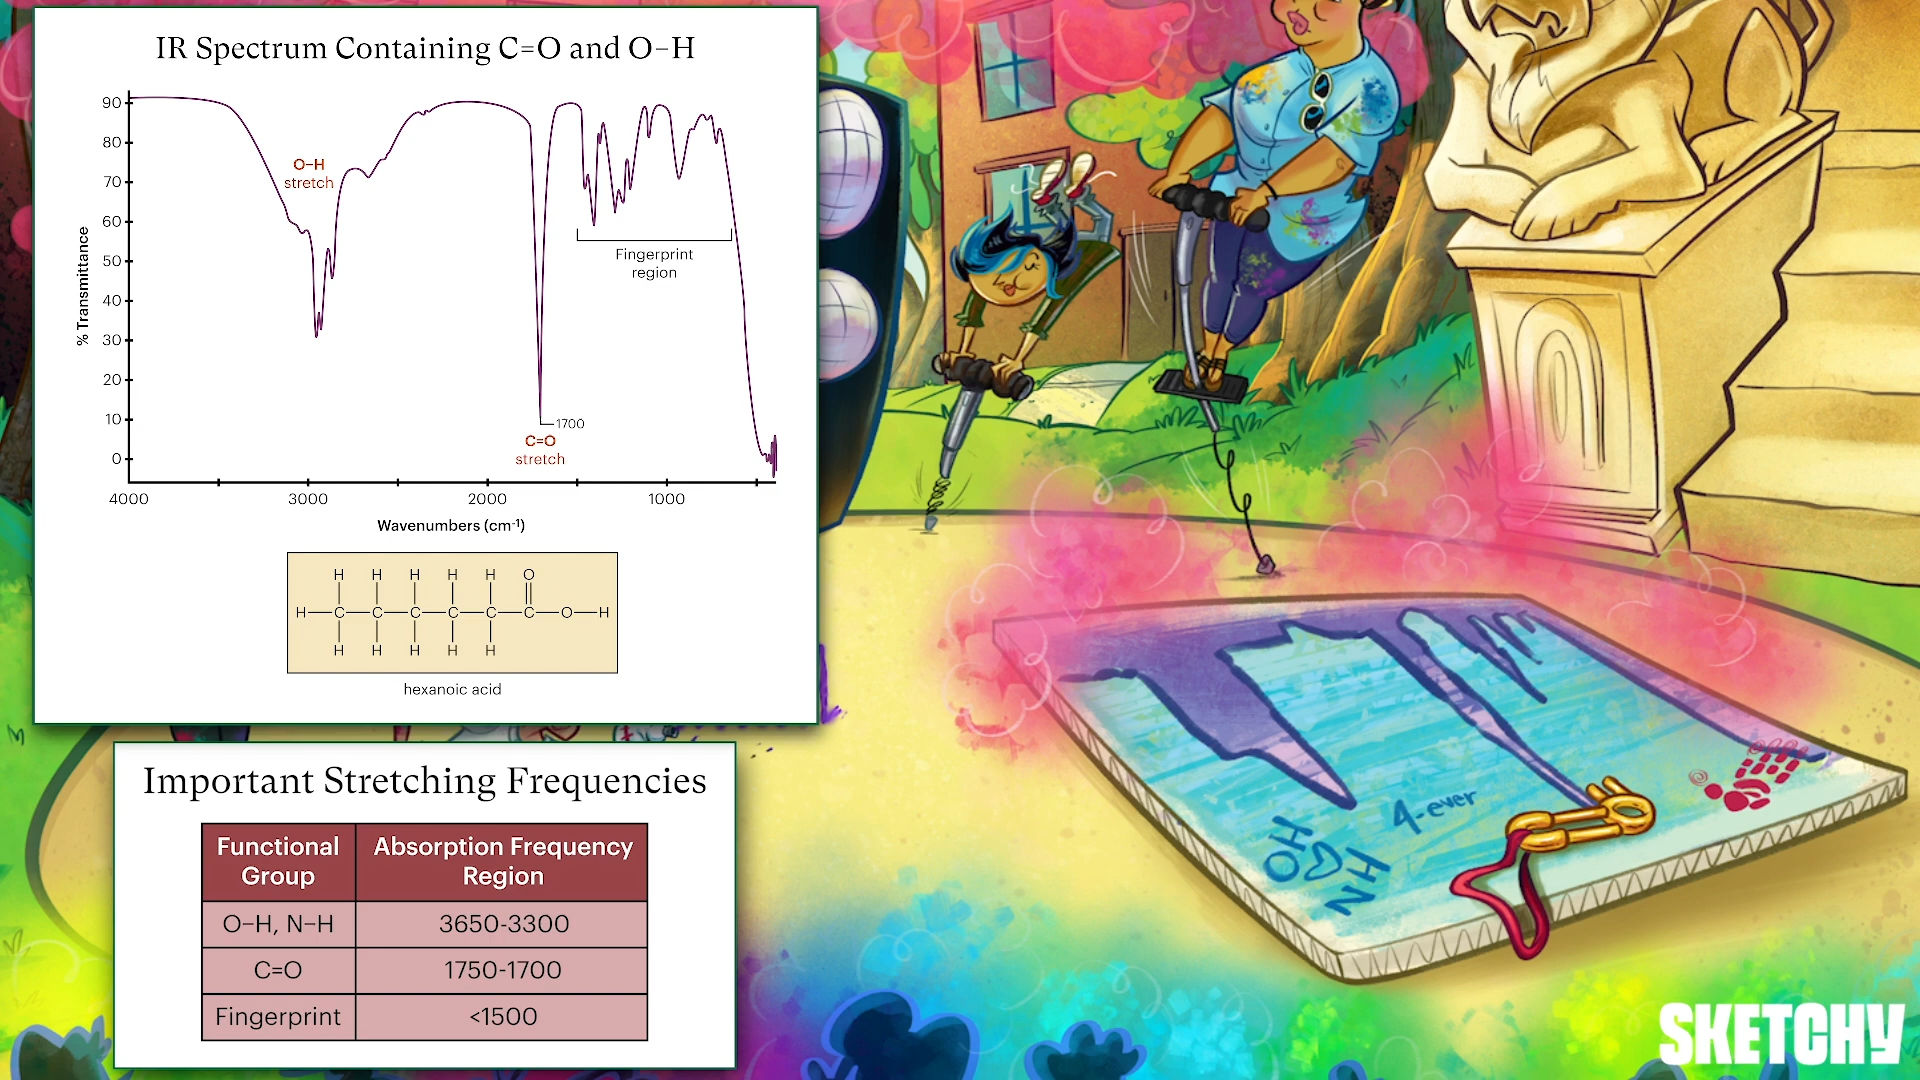 IR Spectrum Containing C=O and O–H
% Transmittance
90
80
70
60
50
40
30
20
10
0
O–H
stretch
Fingerprint
region
1700
C=O
stretch
4000 3000 2000 1000
Wavenumbers (cm⁻¹)
H H H H H O
H C C C C C C O H
H H H H H
hexanoic acid
Important Stretching Frequencies
Functional Group Absorption Frequency Region
O–H, N–H 3650-3300
C=O 1750-1700
Fingerprint <1500
4-ever
OH
NH
SKETCHY